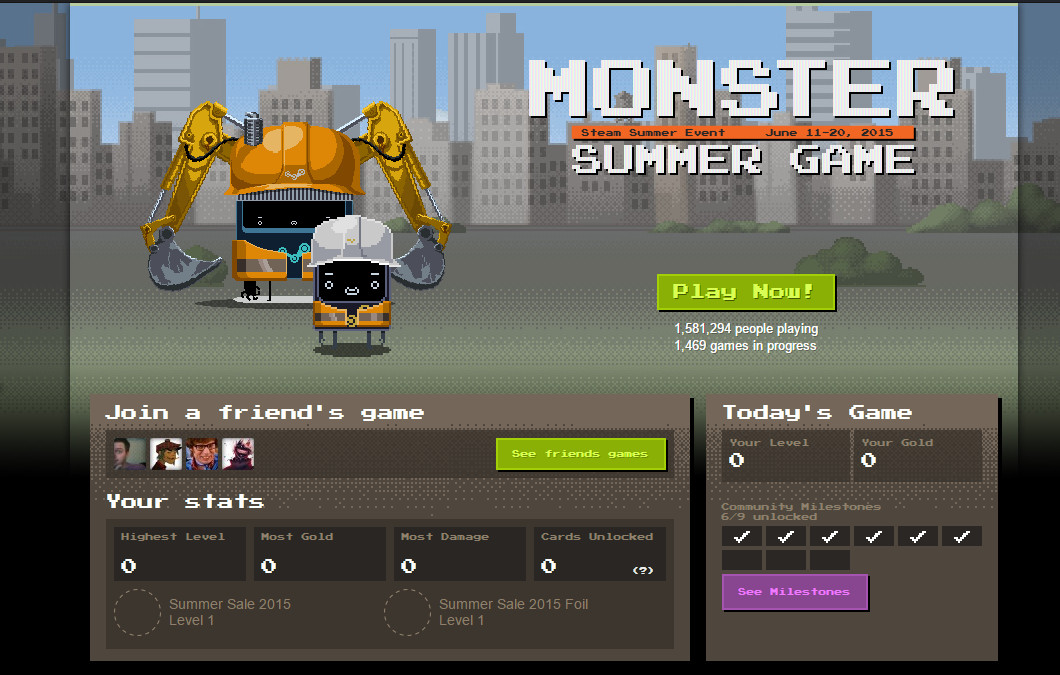 MONSTER
Steam Summer Event June 11-20, 2015
SUMMER GAME
Play Now!
1,581,294 people playing
1,469 games in progress
Join a friend's game
See friends games
Your stats
Highest Level Most Gold Most Damage Cards Unlocked
0 0 0 0 (?)
Summer Sale 2015 Summer Sale 2015 Foil
Level 1 Level 1
Today's Game
Your Level Your Gold
0 0
Community Milestones
6/9 unlocked
See Milestones